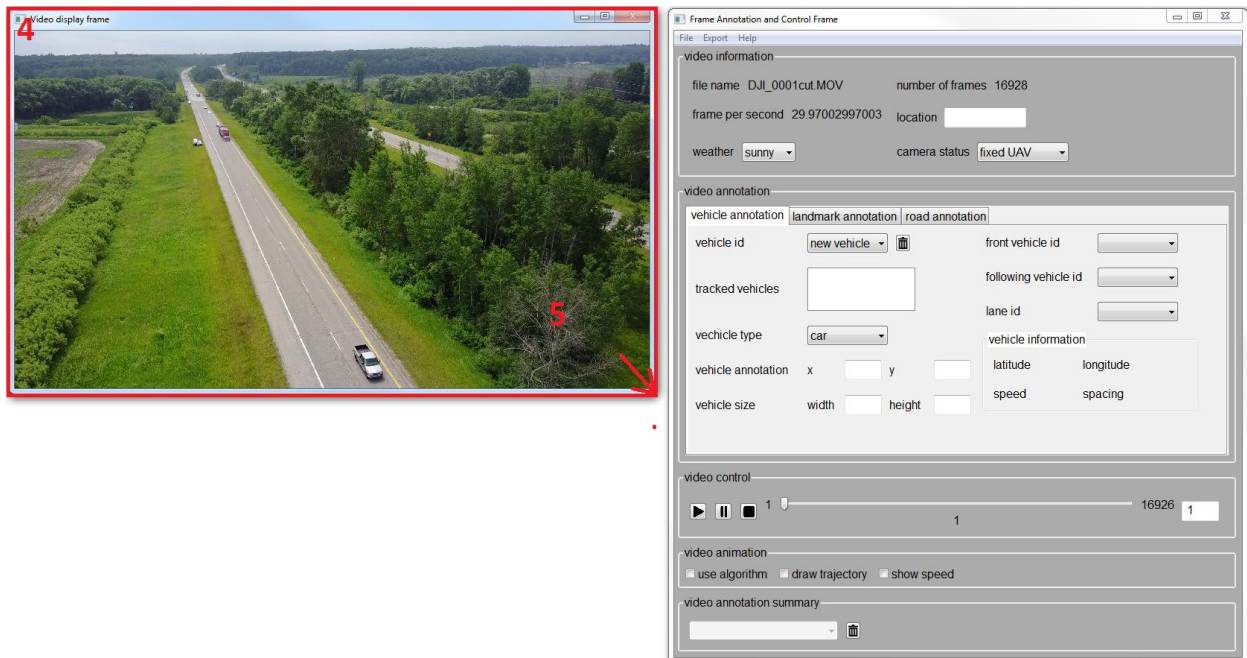 4
Video display frame
5
Frame Annotation and Control Frame
File Export Help
video information
file name DJI_0001cut.MOV number of frames 16928
frame per second 29.97002997003 location
weather sunny camera status fixed UAV
video annotation
vehicle annotation landmark annotation road annotation
vehicle id new vehicle front vehicle id
tracked vehicles following vehicle id
lane id
vechicle type car vehicle information
vehicle annotation x y latitude longitude
vehicle size width height speed spacing
video control
1 16926 1
1
video animation
use algorithm draw trajectory show speed
video annotation summary